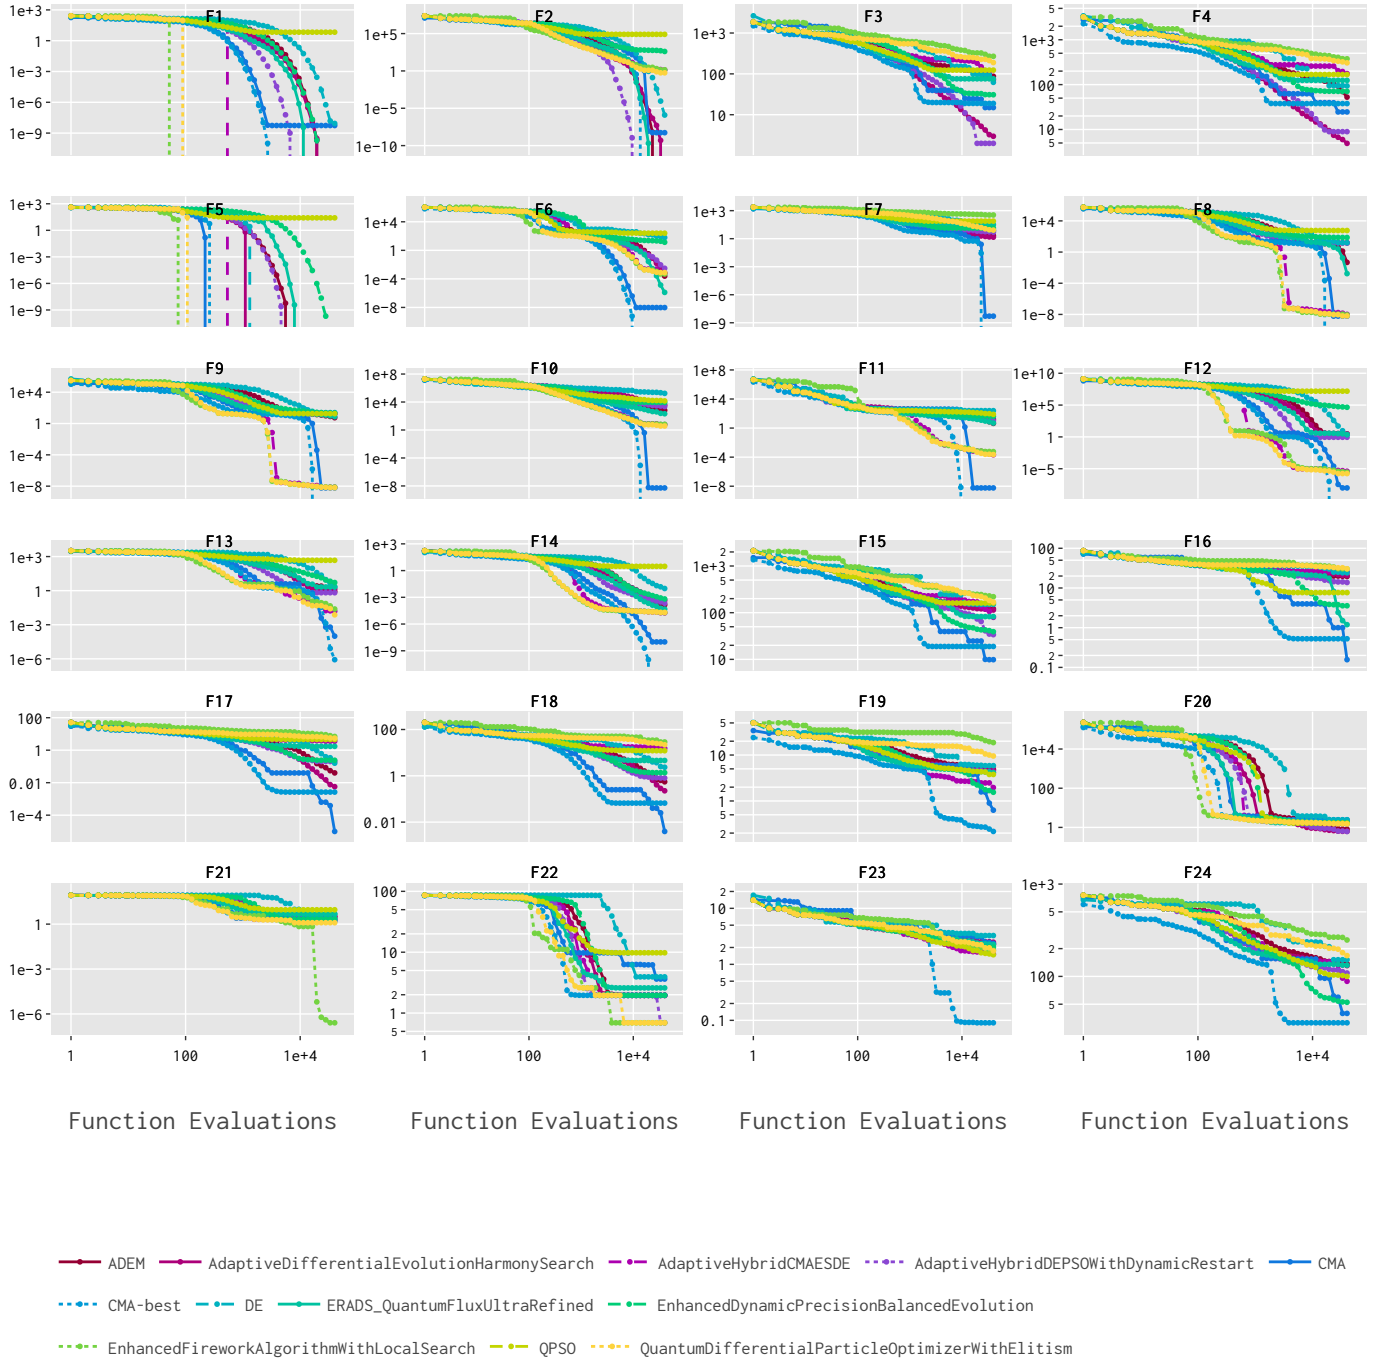 F1 F2 F3 F4
1e+3 1 1e−3 1e−6 1e−9
1e+5 1 1e−5 1e−10
1e+3 100 10
5 1e+3 5 2 100 5 2 10 5
F5 F6 F7 F8
1e+3 1 1e−3 1e−6 1e−9
1e+4 1 1e−4 1e−8
1e+3 1 1e−3 1e−6 1e−9
1e+4 1 1e−4 1e−8
F9 F10 F11 F12
1e+4 1 1e−4 1e−8
1e+8 1e+4 1 1e−4 1e−8
1e+8 1e+4 1 1e−4 1e−8
1e+10 1e+5 1 1e−5
F13 F14 F15 F16
1e+3 1 1e−3 1e−6
1e+3 1 1e−3 1e−6 1e−9
2 1e+3 5 2 100 5 2 10
100 5 2 10 5 2 1 5 2 0.1
F17 F18 F19 F20
100 1 0.01 1e−4
100 1 0.01
5 2 10 5 2 1 5 2
1e+4 100 1
F21 F22 F23 F24
1 1e−3 1e−6
100 5 2 10 5 2 1 5
2 10 5 2 1 5 2 0.1
1e+3 5 2 100 5
1 100 1e+4 1 100 1e+4 1 100 1e+4 1 100 1e+4
Function Evaluations Function Evaluations Function Evaluations Function Evaluations
ADEM AdaptiveDifferentialEvolutionHarmonySearch AdaptiveHybridCMAESDE AdaptiveHybridDEPSOWithDynamicRestart CMA
CMA-best DE ERADS_QuantumFluxUltraRefined EnhancedDynamicPrecisionBalancedEvolution
EnhancedFireworkAlgorithmWithLocalSearch QPSO QuantumDifferentialParticleOptimizerWithElitism